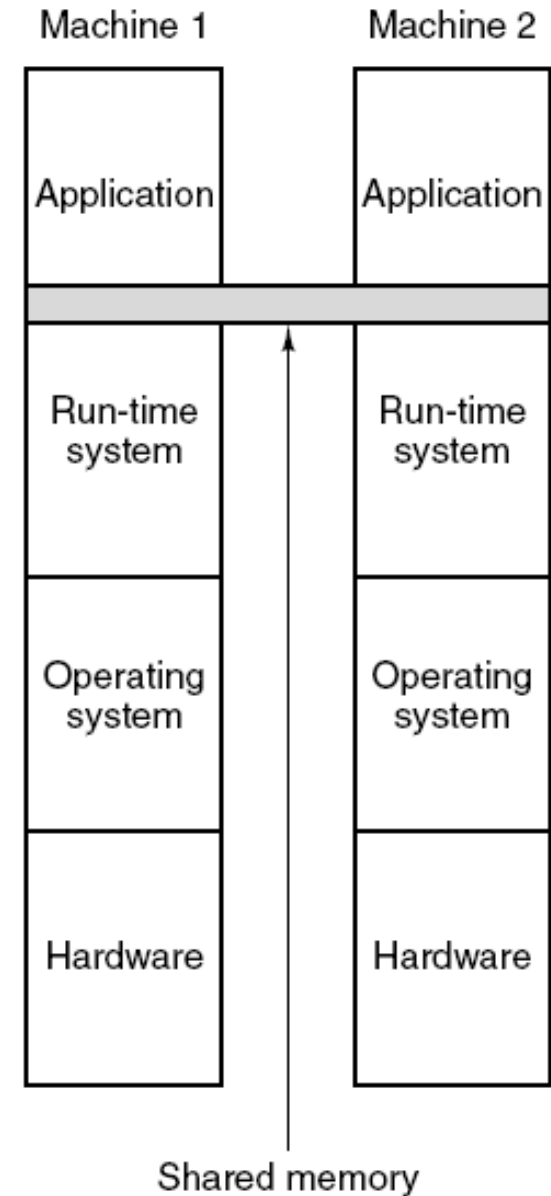 Machine 1
Machine 2
Application
Application
Run-time
system
Run-time
system
Operating
system
Operating
system
Hardware
Hardware
Shared memory